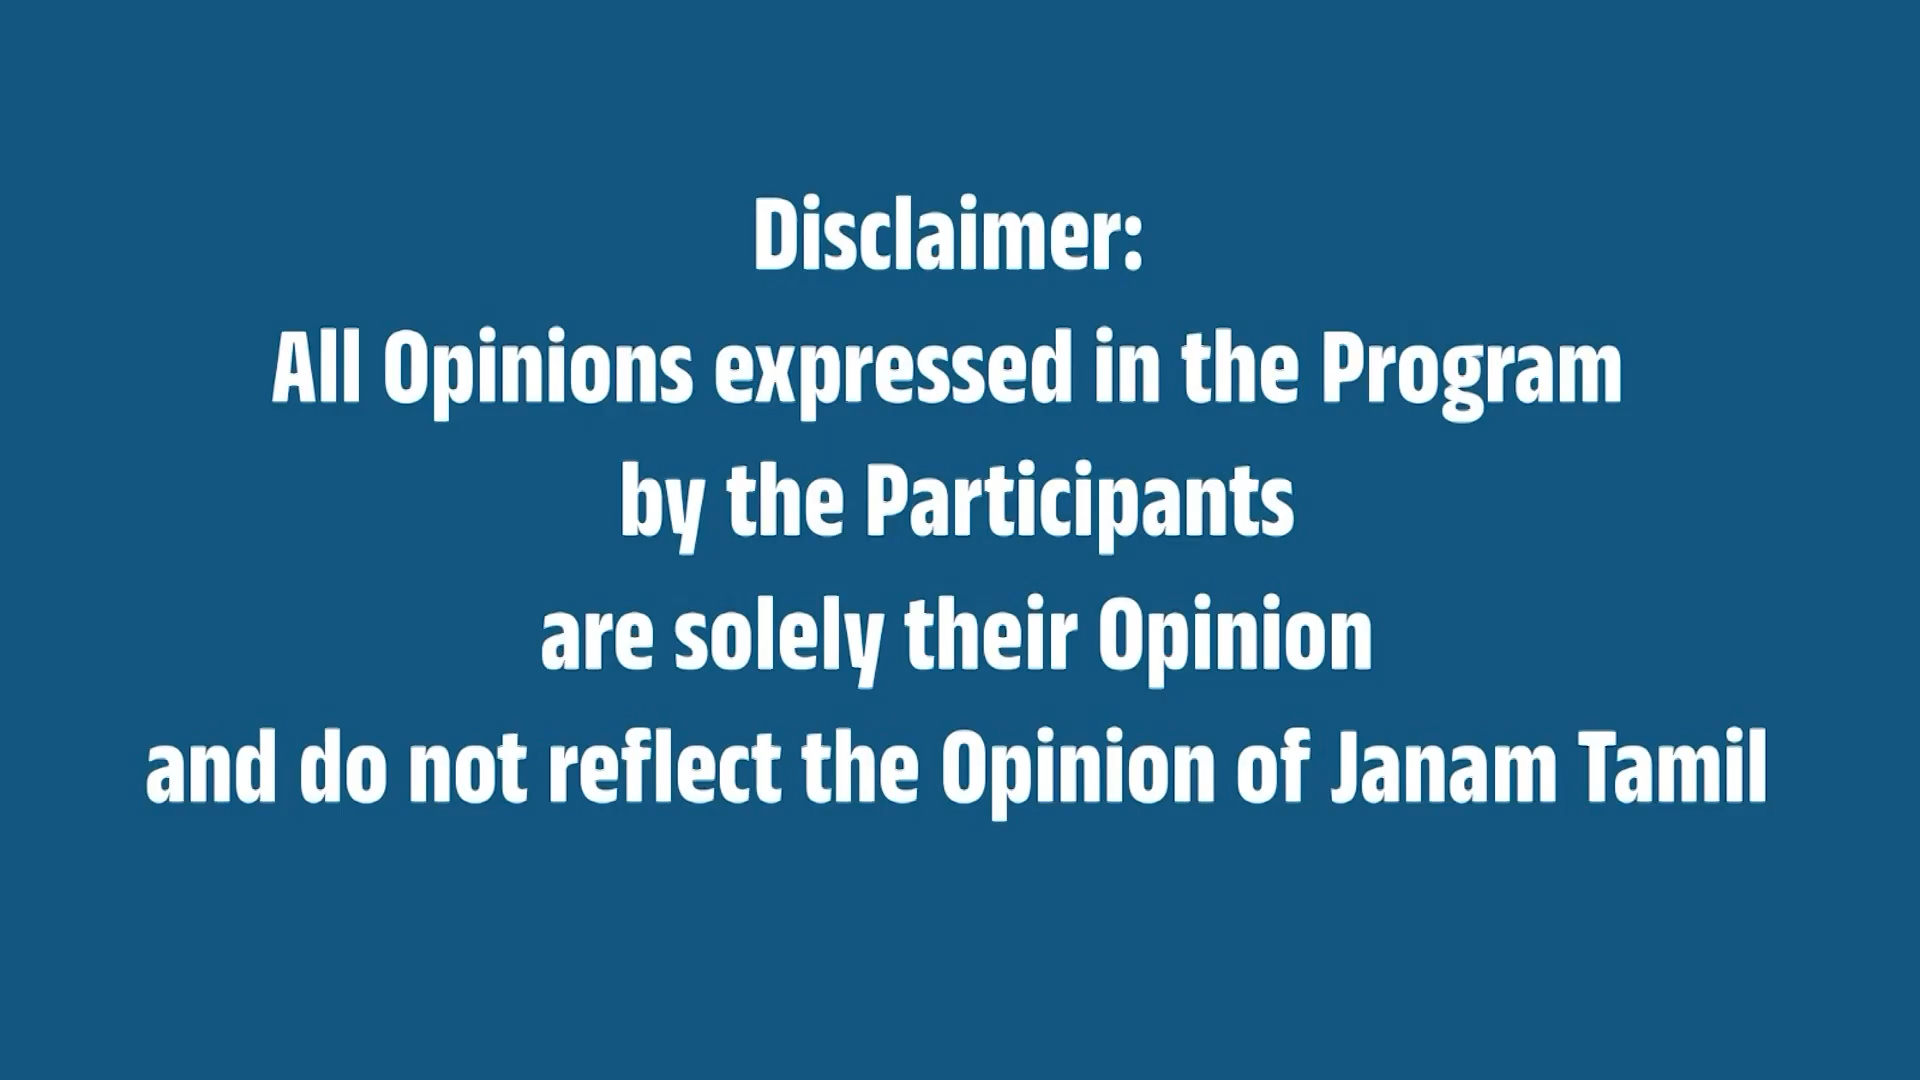 Disclaimer:
All Opinions expressed in the Program
by the Participants
are solely their Opinion
and do not reflect the Opinion of Janam Tamil